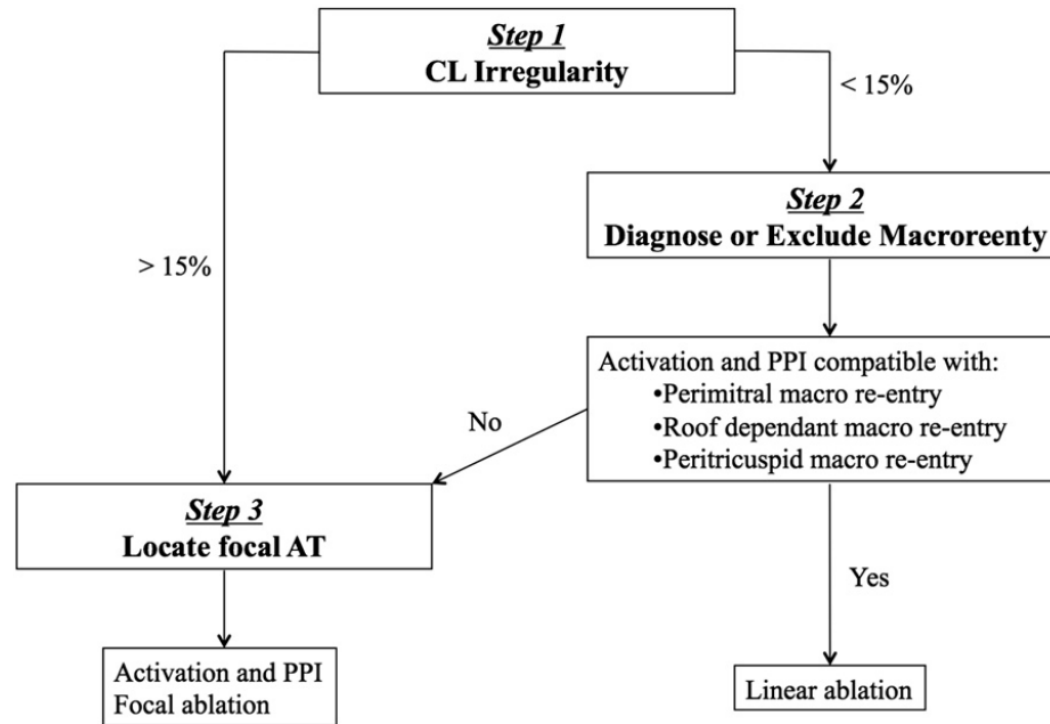 Step 1
CL Irregularity
< 15%
> 15%
Step 2
Diagnose or Exclude Macroreenty
Activation and PPI compatible with:
•Perimitral macro re-entry
•Roof dependant macro re-entry
•Peritricuspid macro re-entry
No
Yes
Step 3
Locate focal AT
Activation and PPI
Focal ablation
Linear ablation